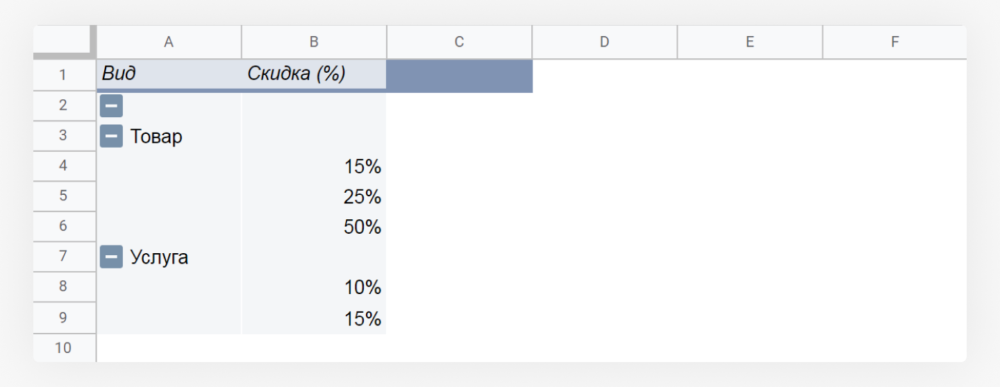 A B C D E F
1 Вид Скидка (%)
2
3 Товар
4 15%
5 25%
6 50%
7 Услуга
8 10%
9 15%
10